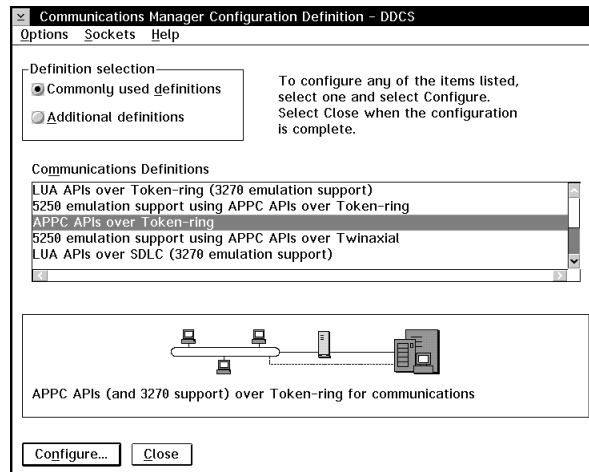 Communications Manager Configuration Definition - DDCS
Options Sockets Help
Definition selection
Commonly used definitions
Additional definitions
To configure any of the items listed,
select one and select Configure.
Select Close when the configuration
is complete.
Communications Definitions
LUA APIs over Token-ring (3270 emulation support)
5250 emulation support using APPC APIs over Token-ring
APPC APIs over Token-ring
5250 emulation support using APPC APIs over Twinaxial
LUA APIs over SDLC (3270 emulation support)
APPC APIs (and 3270 support) over Token-ring for communications
Configure... Close